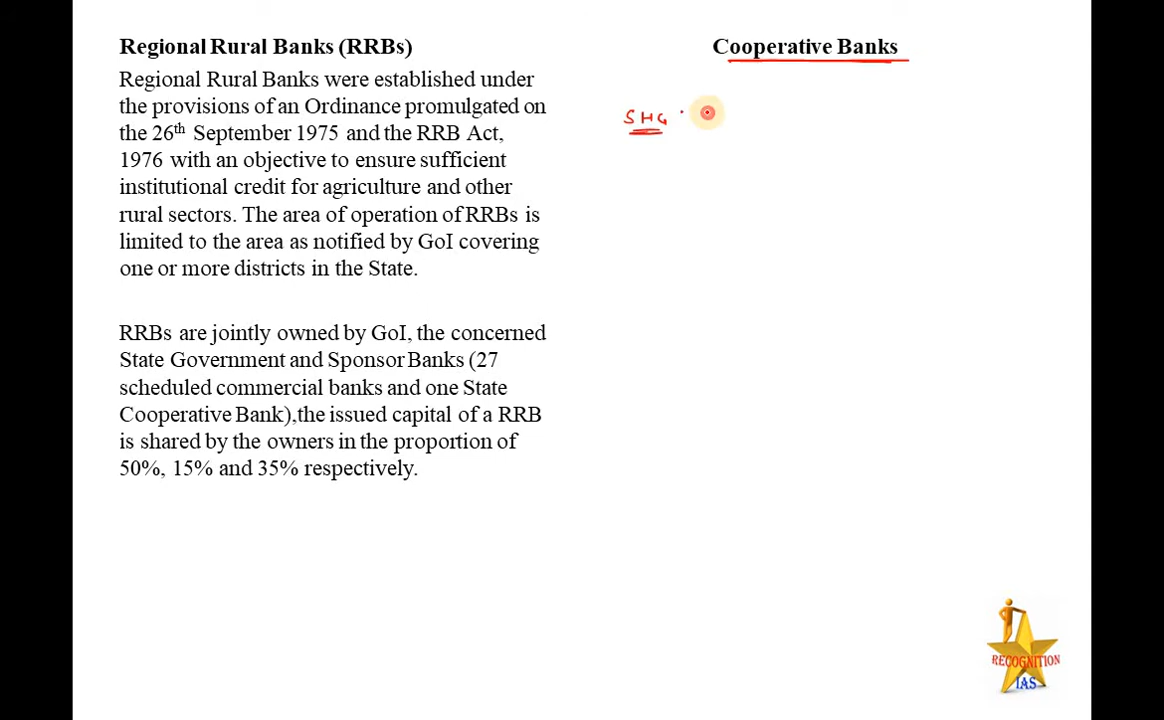 Regional Rural Banks (RRBs)
Regional Rural Banks were established under
the provisions of an Ordinance promulgated on
the 26th September 1975 and the RRB Act,
1976 with an objective to ensure sufficient
institutional credit for agriculture and other
rural sectors. The area of operation of RRBs is
limited to the area as notified by GoI covering
one or more districts in the State.
RRBs are jointly owned by GoI, the concerned
State Government and Sponsor Banks (27
scheduled commercial banks and one State
Cooperative Bank),the issued capital of a RRB
is shared by the owners in the proportion of
50%, 15% and 35% respectively.
Cooperative Banks
SHG
RECOGNITION
IAS